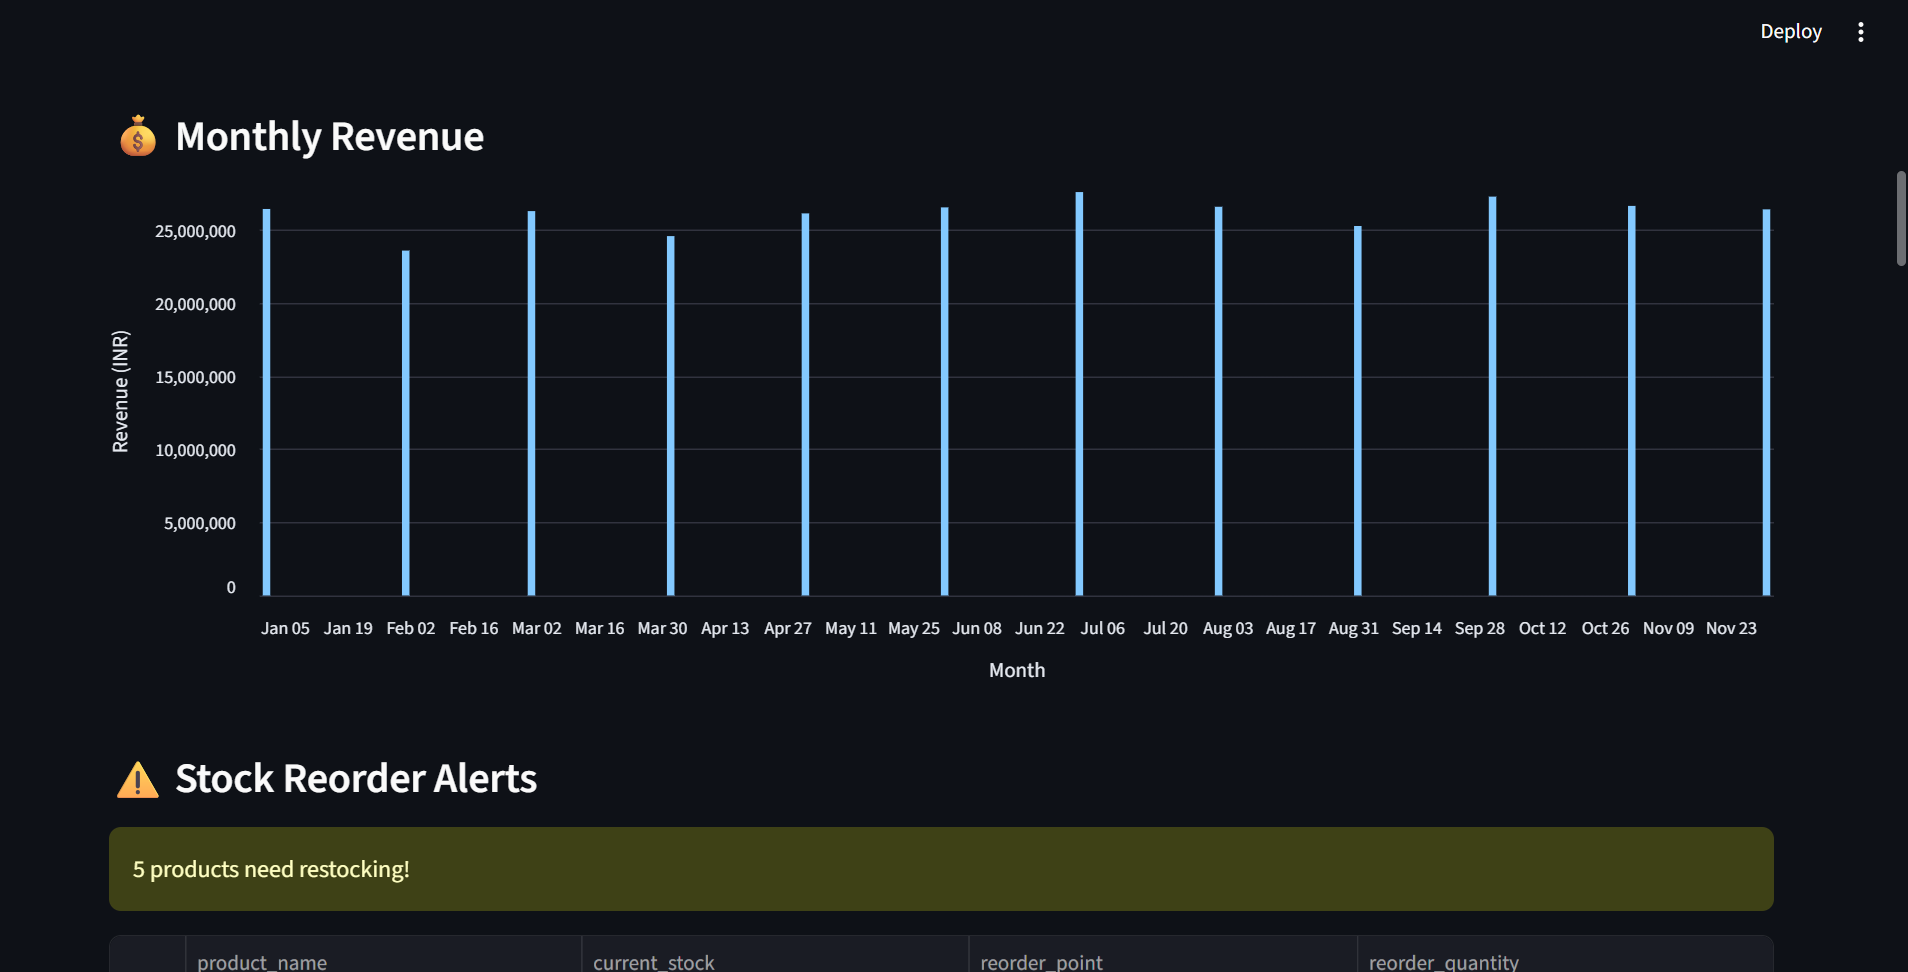 Deploy
Monthly Revenue
25,000,000
20,000,000
15,000,000
10,000,000
5,000,000
0
Revenue (INR)
Jan 05 Jan 19 Feb 02 Feb 16 Mar 02 Mar 16 Mar 30 Apr 13 Apr 27 May 11 May 25 Jun 08 Jun 22 Jul 06 Jul 20 Aug 03 Aug 17 Aug 31 Sep 14 Sep 28 Oct 12 Oct 26 Nov 09 Nov 23
Month
Stock Reorder Alerts
5 products need restocking!
product_name current_stock reorder_point reorder_quantity